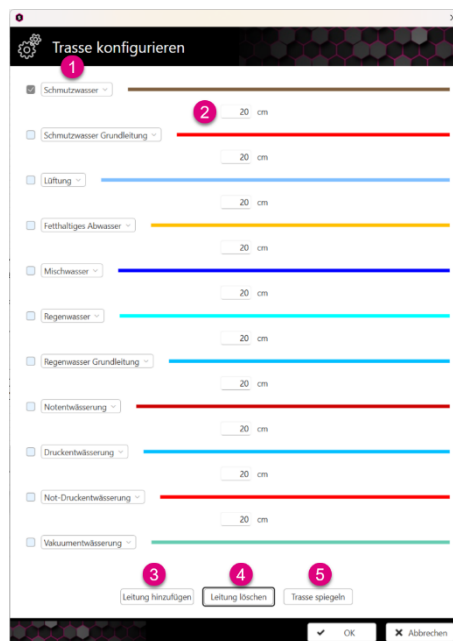 Trasse konfigurieren
1
Schmutzwasser
2 20 cm
Schmutzwasser Grundleitung
20 cm
Lüftung
20 cm
Fetthaltiges Abwasser
20 cm
Mischwasser
20 cm
Regenwasser
20 cm
Regenwasser Grundleitung
20 cm
Notentwässerung
20 cm
Druckentwässerung
20 cm
Not-Druckentwässerung
20 cm
Vakuumentwässerung
3 4 5
Leitung hinzufügen Leitung löschen Trasse spiegeln
OK Abbrechen